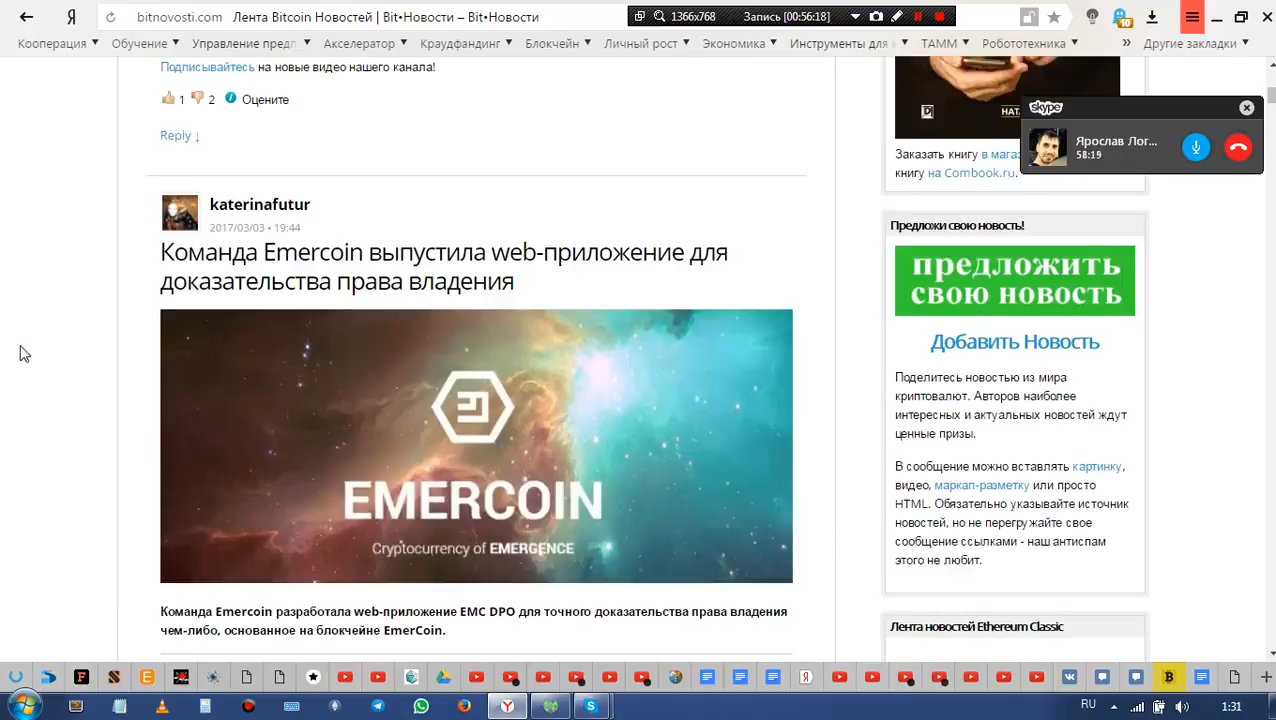 bitnovosti.com Лента Bitcoin Новостей | Bit•Новости – Bit•Новости
1366x768 Запись [00:56:18]
10
Кооперация Обучение Управление предп Акселератор Краудфандинг Блокчейн Личный рост Экономика Инструменты для ТАММ Робототехника » Другие закладки
Подписывайтесь на новые видео нашего канала!
1 2 Оцените
Reply ↓
katerinafutur
2017/03/03 • 19:44
Команда Emercoin выпустила web-приложение для
доказательства права владения
EMERCOIN
Cryptocurrency of EMERGENCE
Команда Emercoin разработала web-приложение EMC DPO для точного доказательства права владения
чем-либо, основанное на блокчейне EmerCoin.
НАТА
skype
Ярослав Лог...
58:19
Заказать книгу в мага
книгу на Combook.ru.
Предложи свою новость!
предложить
свою новость
Добавить Новость
Поделитесь новостью из мира
криптовалют. Авторов наиболее
интересных и актуальных новостей ждут
ценные призы.
В сообщение можно вставлять картинку,
видео, маркап-разметку или просто
HTML. Обязательно указывайте источник
новостей, но не перегружайте свое
сообщение ссылками - наш антиспам
этого не любит.
Лента новостей Ethereum Classic
RU 1:31